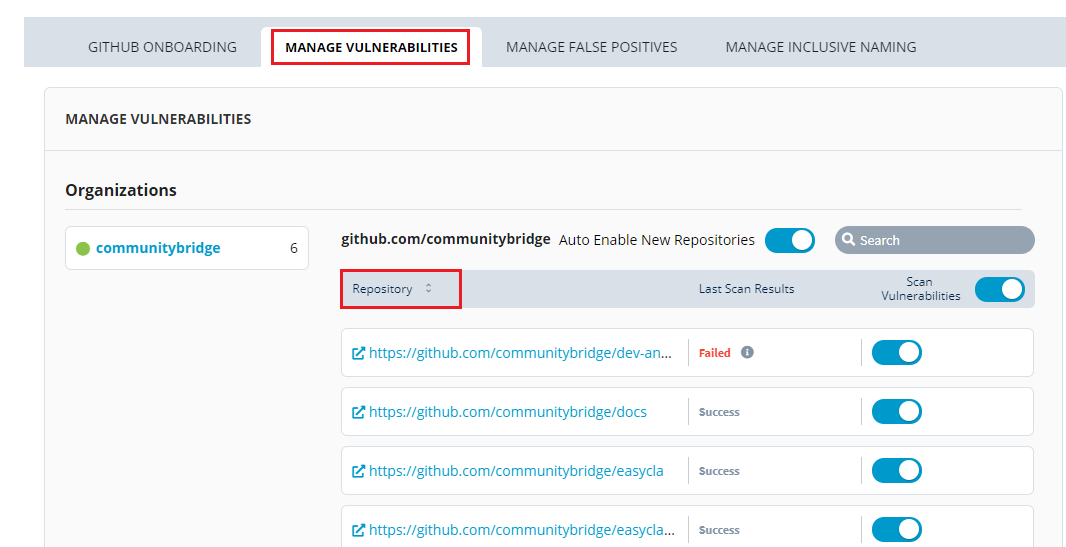 GITHUB ONBOARDING MANAGE VULNERABILITIES MANAGE FALSE POSITIVES MANAGE INCLUSIVE NAMING
MANAGE VULNERABILITIES
Organizations
communitybridge 6
github.com/communitybridge Auto Enable New Repositories Search
Repository Last Scan Results Scan Vulnerabilities
https://github.com/communitybridge/dev-an... Failed
https://github.com/communitybridge/docs Success
https://github.com/communitybridge/easycla Success
https://github.com/communitybridge/easycla... Success